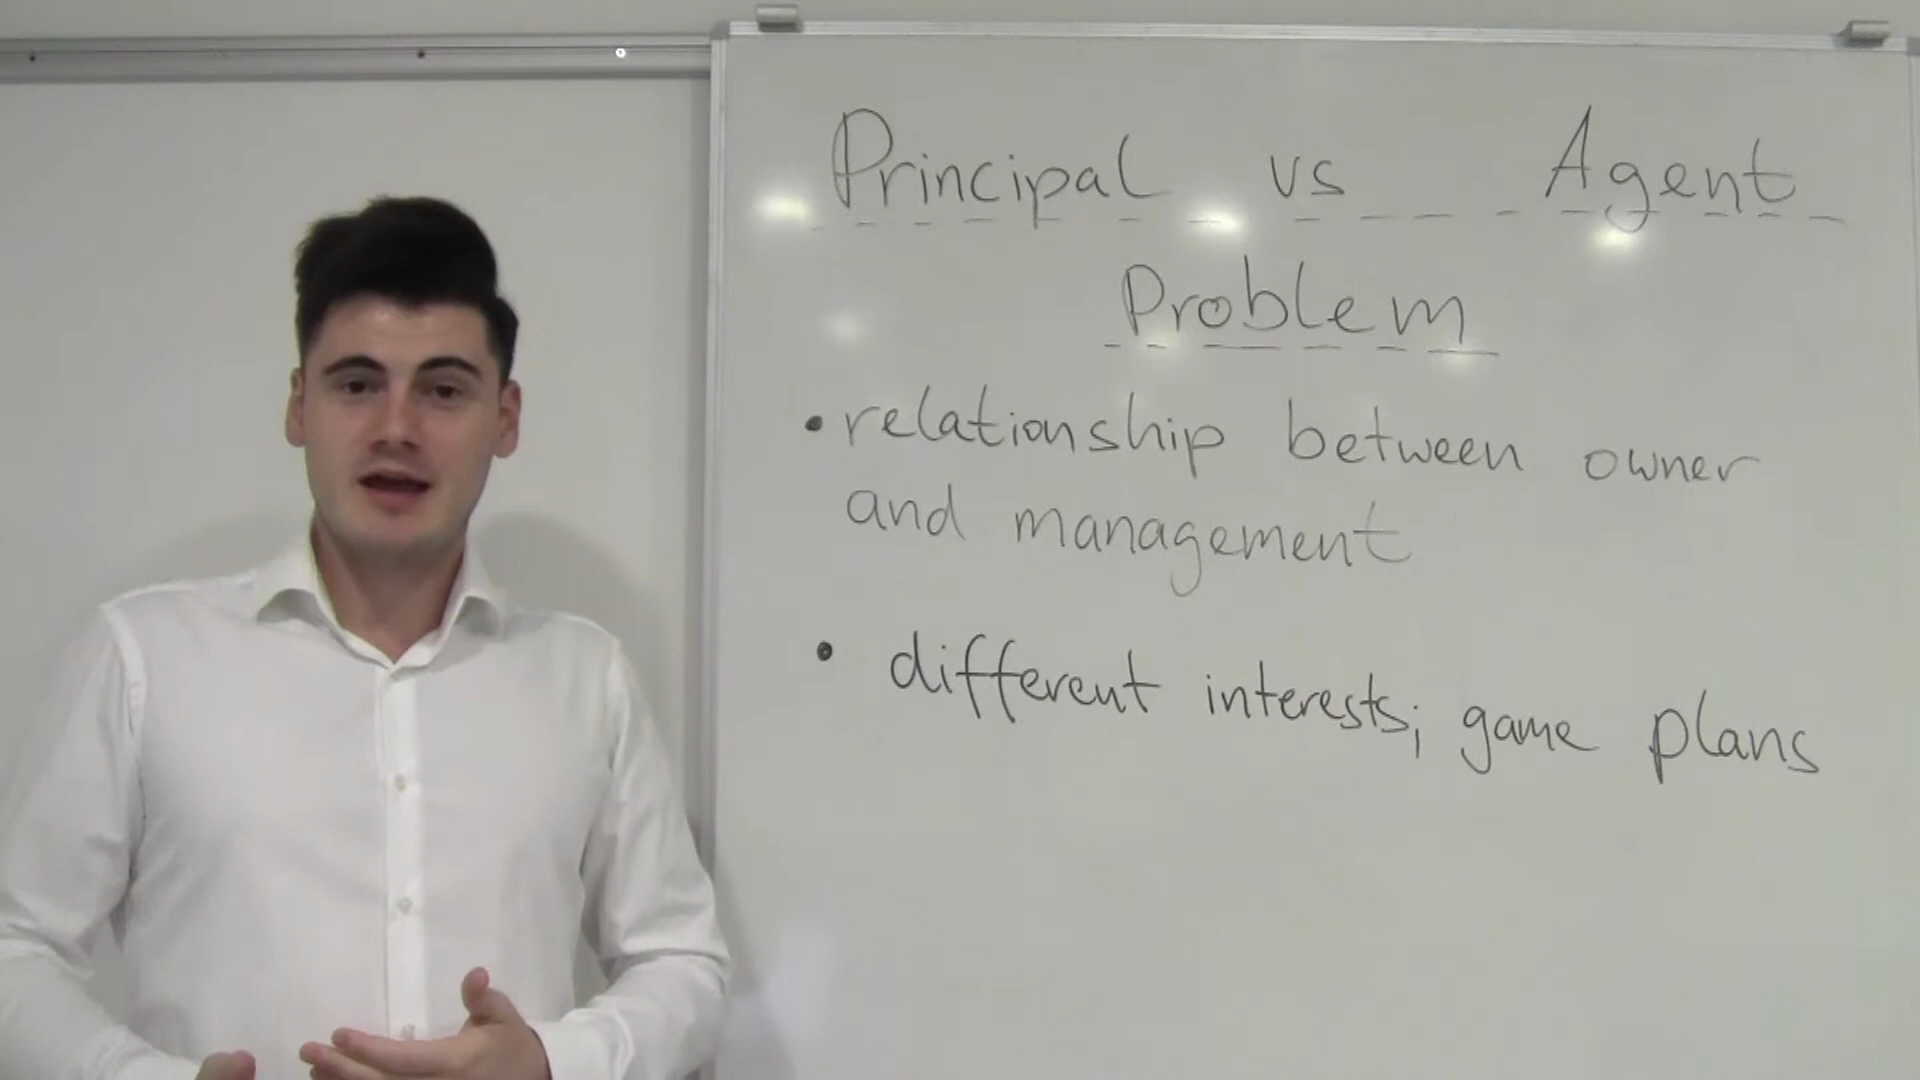 Principal vs Agent
Problem
• relationship between owner
and management
• different interests; game plans